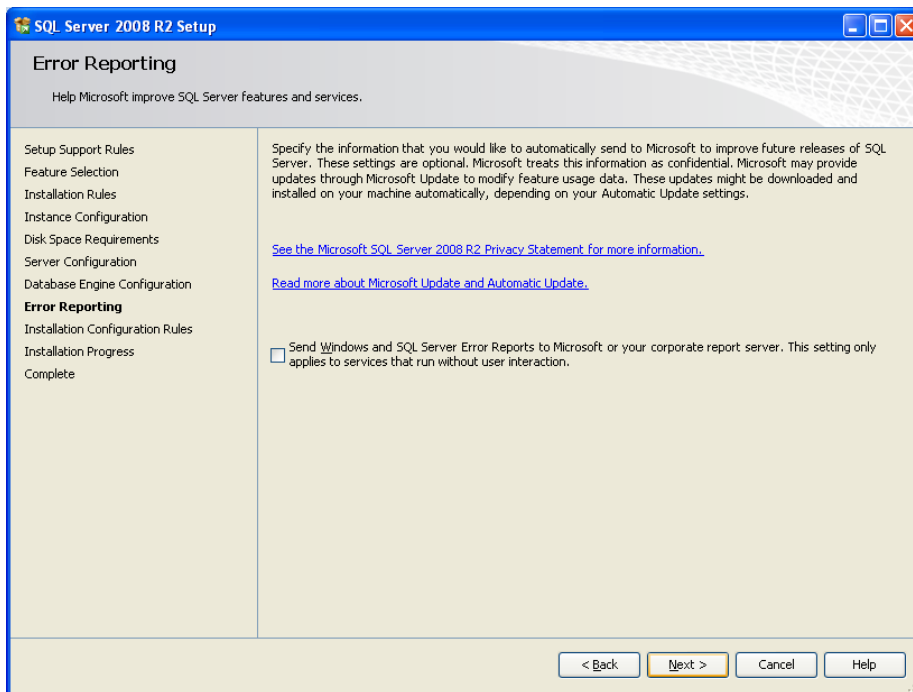 SQL Server 2008 R2 Setup
Error Reporting
Help Microsoft improve SQL Server features and services.
Setup Support Rules
Feature Selection
Installation Rules
Instance Configuration
Disk Space Requirements
Server Configuration
Database Engine Configuration
Error Reporting
Installation Configuration Rules
Installation Progress
Complete
Specify the information that you would like to automatically send to Microsoft to improve future releases of SQL
Server. These settings are optional. Microsoft treats this information as confidential. Microsoft may provide
updates through Microsoft Update to modify feature usage data. These updates might be downloaded and
installed on your machine automatically, depending on your Automatic Update settings.
See the Microsoft SQL Server 2008 R2 Privacy Statement for more information.
Read more about Microsoft Update and Automatic Update.
Send Windows and SQL Server Error Reports to Microsoft or your corporate report server. This setting only
applies to services that run without user interaction.
< Back
Next >
Cancel
Help